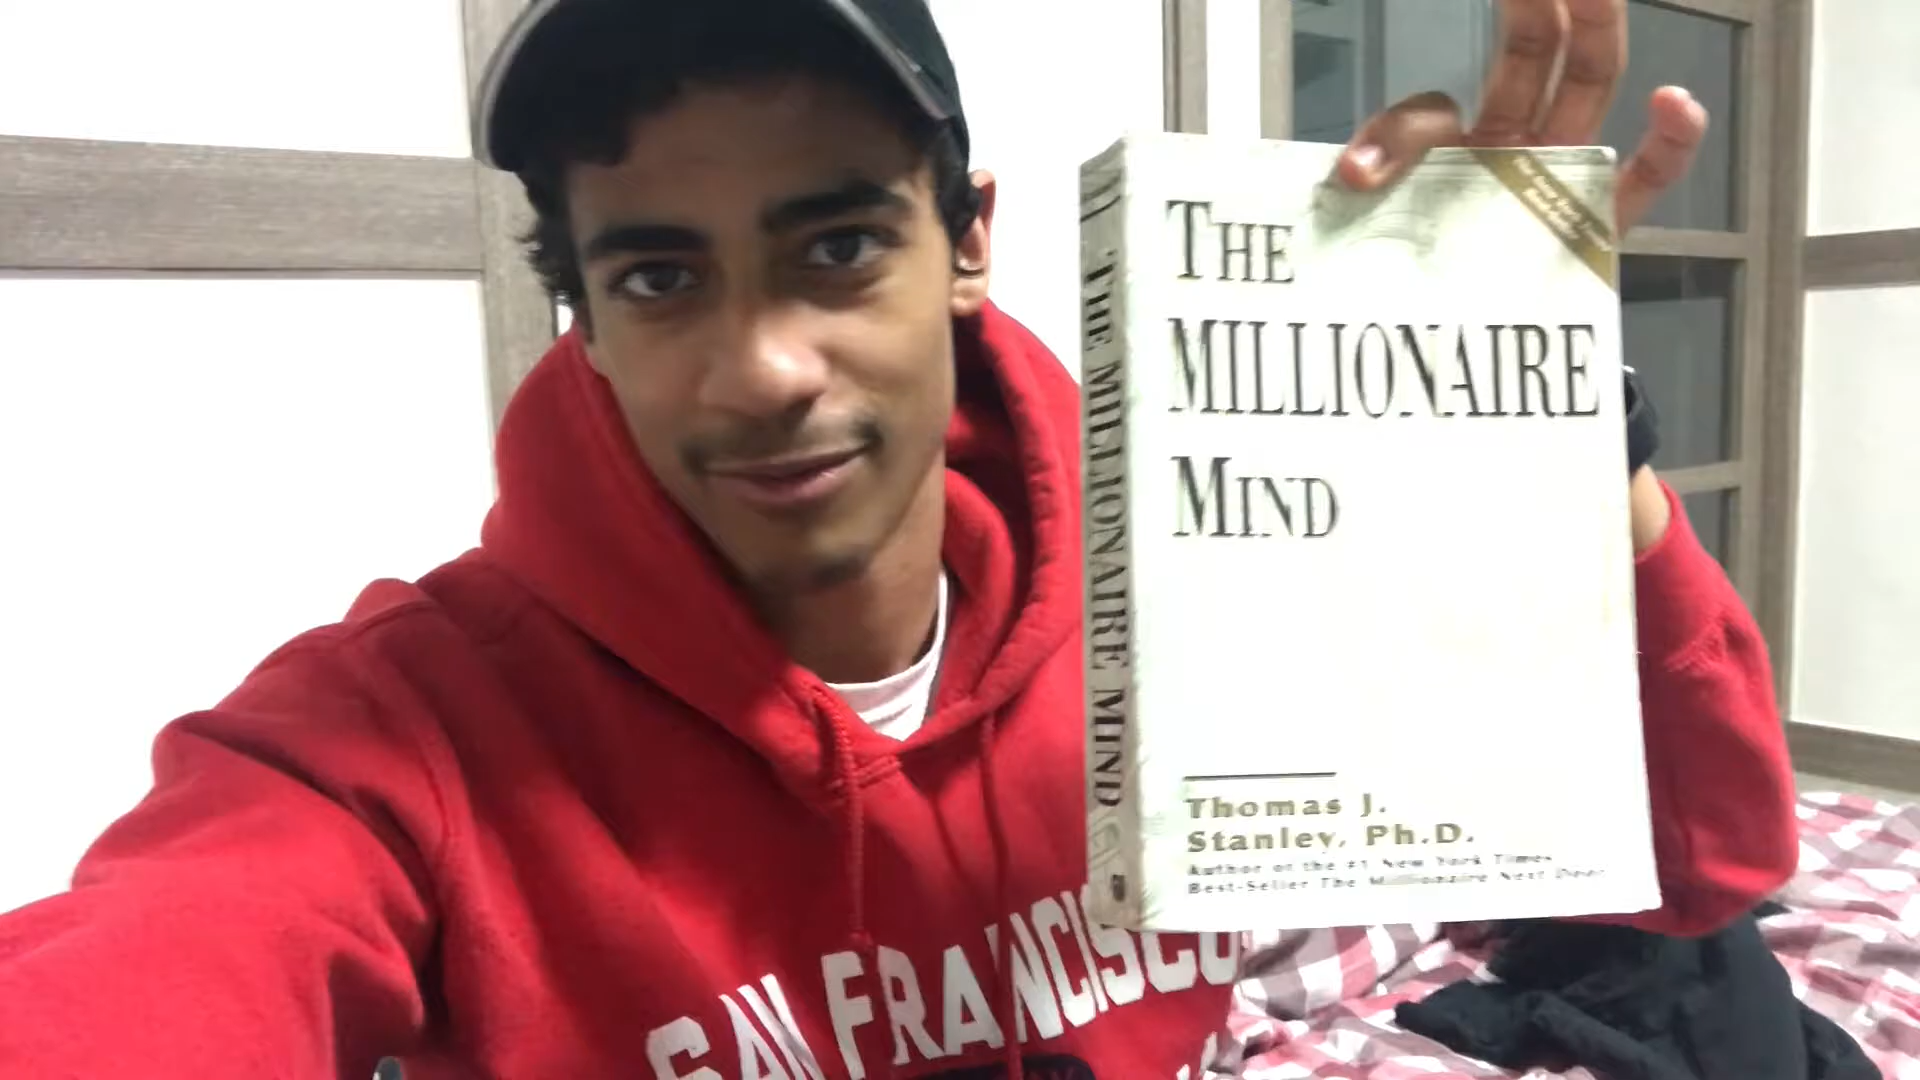 THE
MILLIONAIRE
MIND
Thomas J.
Stanley, Ph.D.
Author of the #1 New York Times
Best-Seller The Millionaire Next Door
THE MILLIONAIRE MIND
SAN FRANCISCO